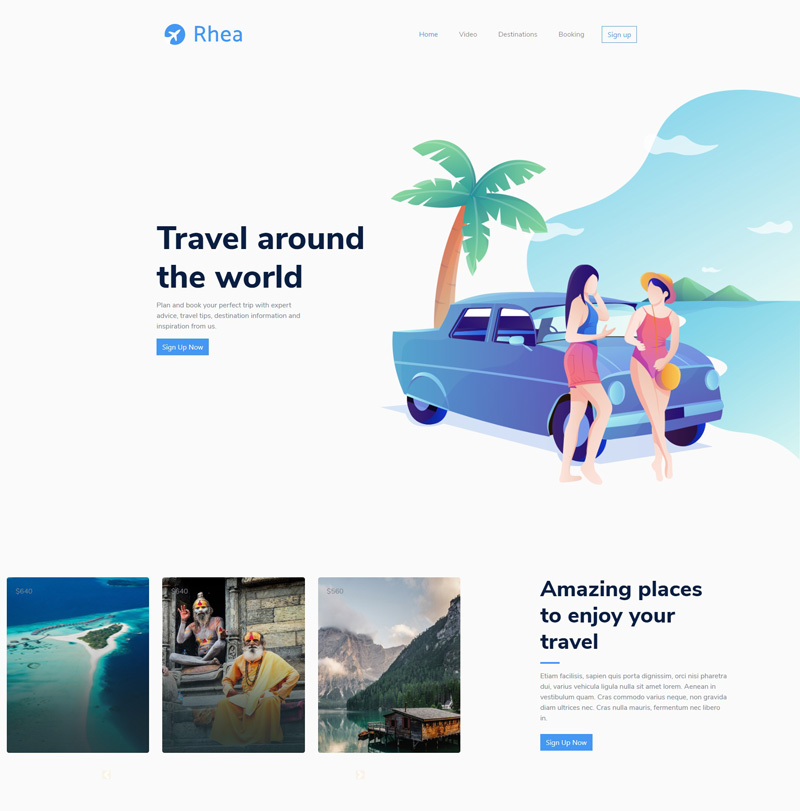 Rhea
Home Video Destinations Booking Sign up
Travel around
the world
Plan and book your perfect trip with expert
advice, travel tips, destination information and
inspiration from us.
Sign Up Now
$640 $640 $560
Amazing places
to enjoy your
travel
Etiam facilisis, sapien quis porta dignissim, orci nisi pharetra
dui, varius vehicula ligula nulla sit amet lorem. Aenean in
vestibulum quam. Cras commodo varius neque, non gravida
diam ultrices nec. Cras nulla mauris, fermentum nec libero
in.
Sign Up Now